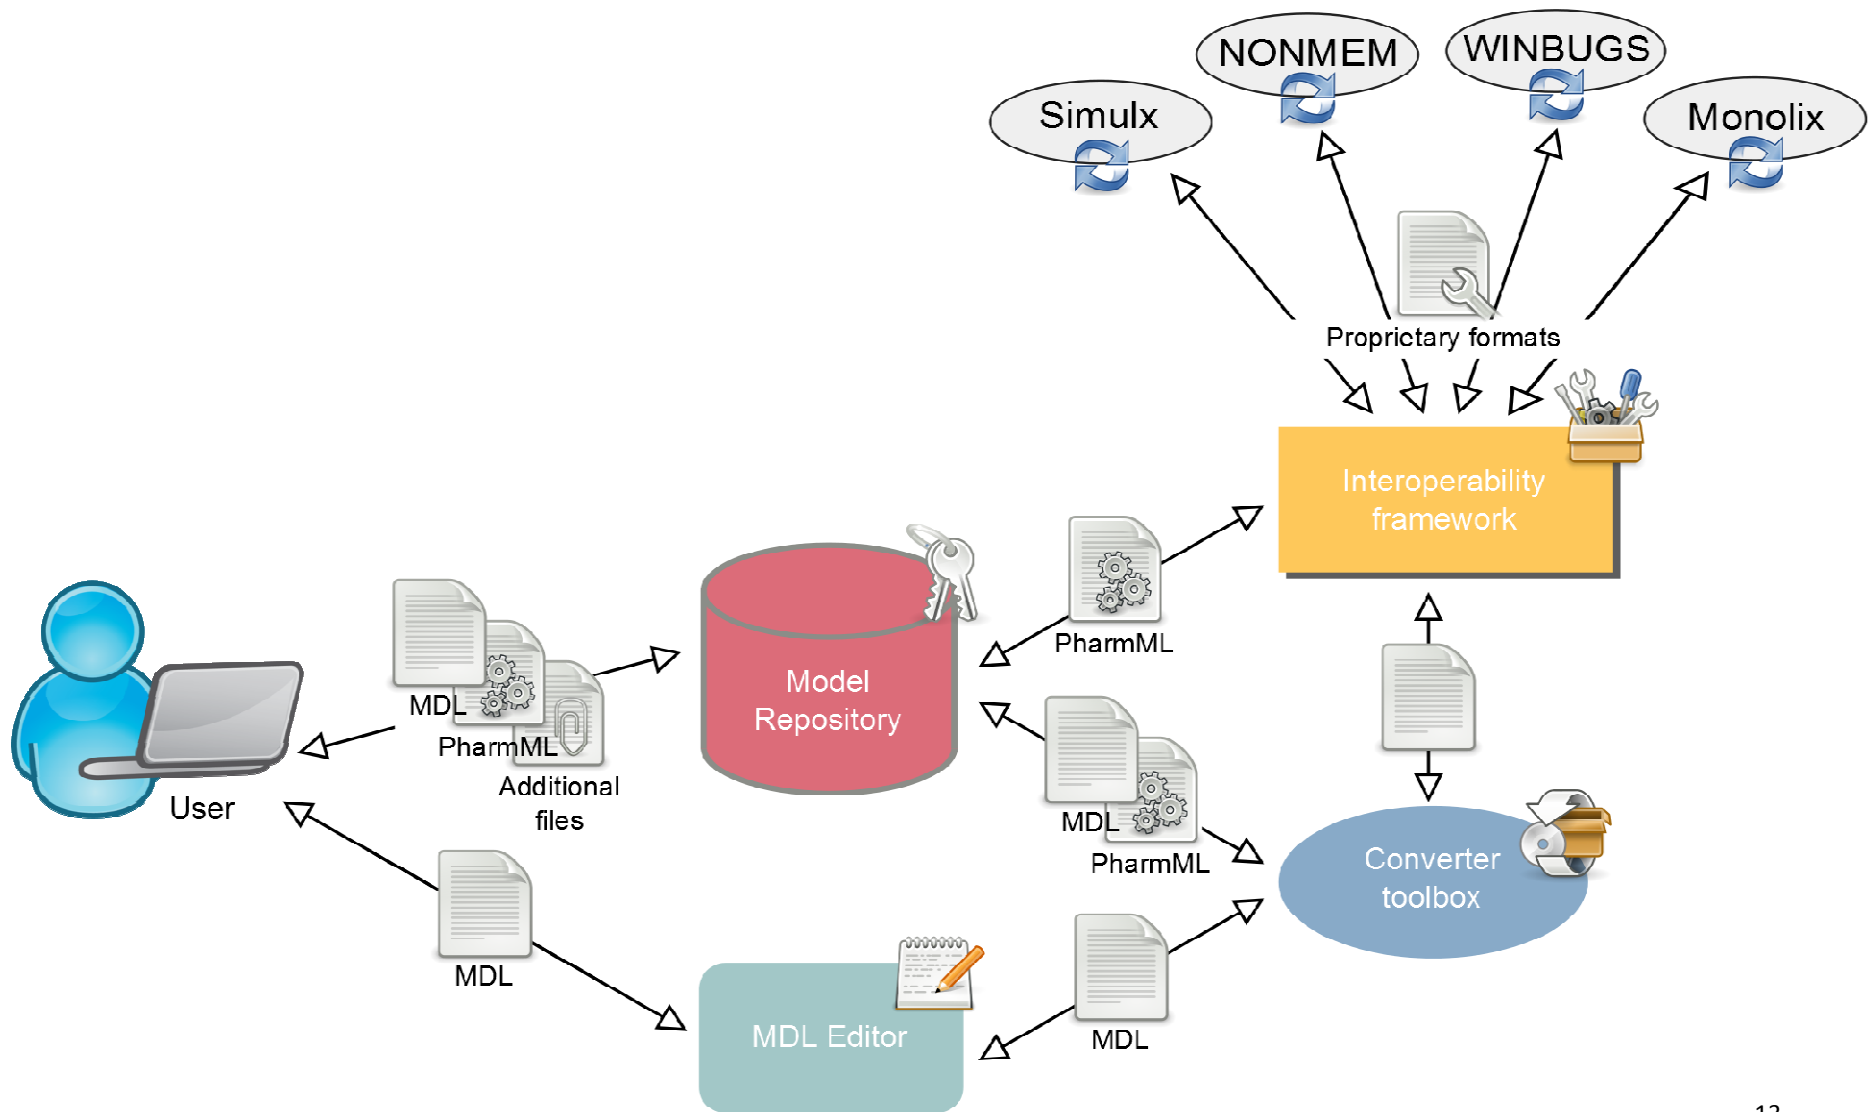 NONMEM
WINBUGS
Simulx
Monolix
Proprietary formats
Interoperability
framework
PharmML
Model
Repository
MDL
PharmML
Additional
files
User
MDL
PharmML
Converter
toolbox
MDL
MDL Editor
MDL